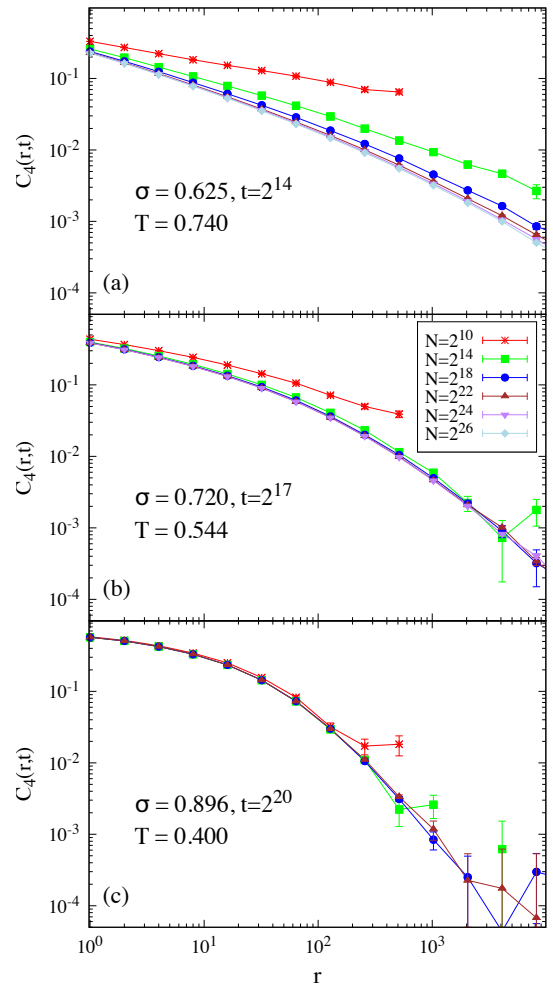 10⁻¹
10⁻²
10⁻³
10⁻⁴
C₄(r,t)
σ = 0.625, t=2¹⁴
T = 0.740
(a)
10⁻¹
10⁻²
10⁻³
10⁻⁴
C₄(r,t)
N=2¹⁰
N=2¹⁴
N=2¹⁸
N=2²²
N=2²⁴
N=2²⁶
σ = 0.720, t=2¹⁷
T = 0.544
(b)
10⁻¹
10⁻²
10⁻³
10⁻⁴
C₄(r,t)
σ = 0.896, t=2²⁰
T = 0.400
(c)
10⁰ 10¹ 10² 10³
r